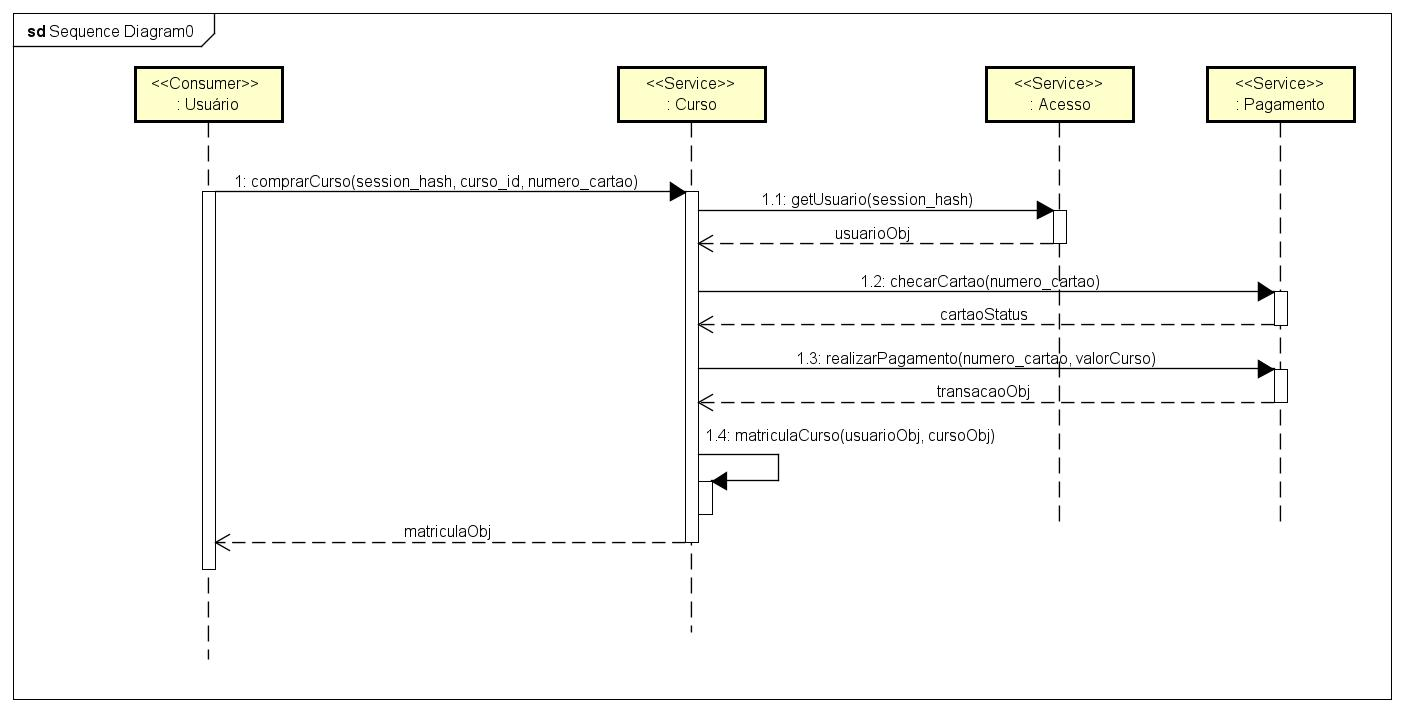 sd Sequence Diagram0
<<Consumer>>
: Usuário
<<Service>>
: Curso
<<Service>>
: Acesso
<<Service>>
: Pagamento
1: comprarCurso(session_hash, curso_id, numero_cartao)
1.1: getUsuario(session_hash)
usuarioObj
1.2: checarCartao(numero_cartao)
cartaoStatus
1.3: realizarPagamento(numero_cartao, valorCurso)
transacaoObj
1.4: matriculaCurso(usuarioObj, cursoObj)
matriculaObj